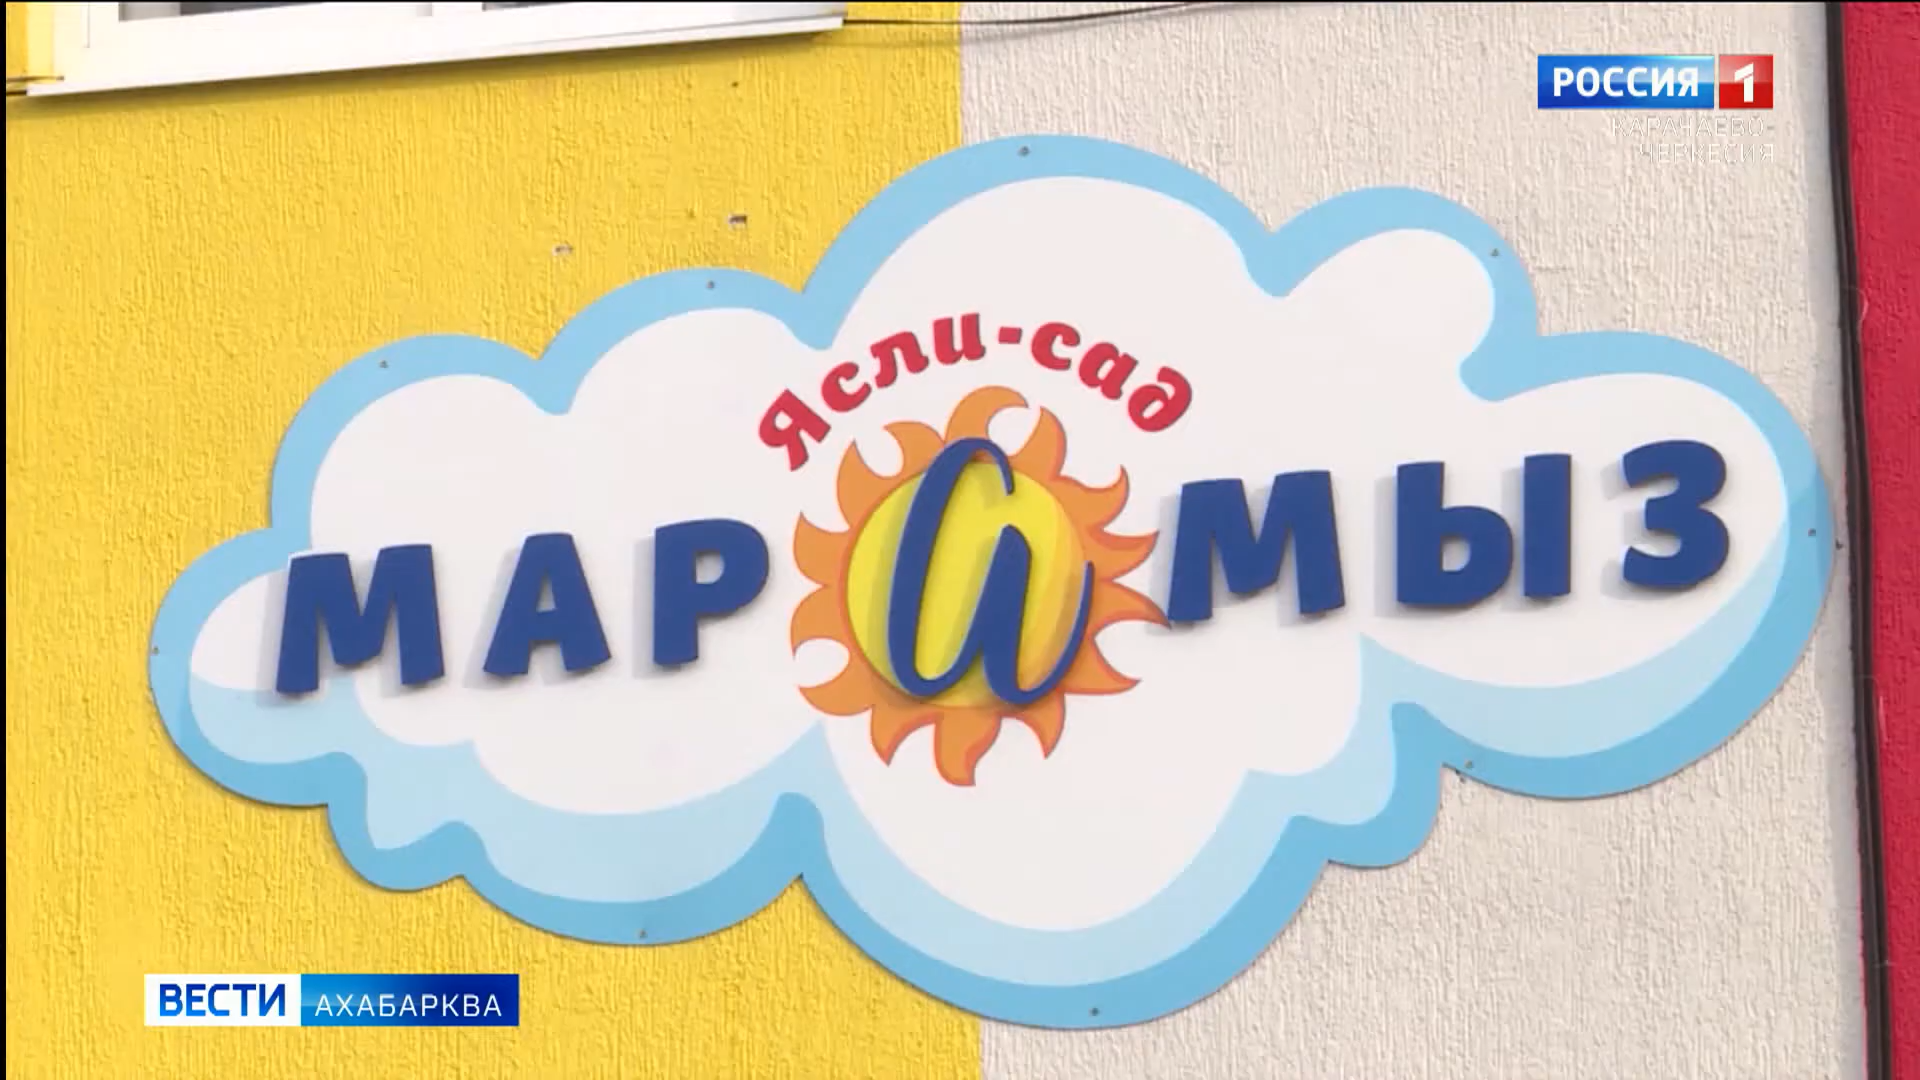 РОССИЯ 1
КАРАЧАЕВО-
ЧЕРКЕСИЯ
Ясли-сад
МАРАМЫЗ
ВЕСТИ АХАБАРКВА